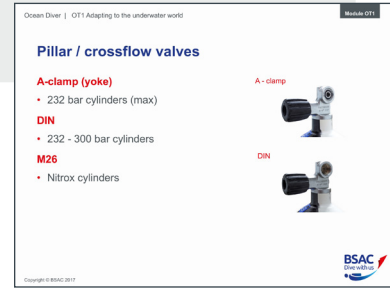 Ocean Diver | OT1 Adapting to the underwater world
Module OT1
Pillar / crossflow valves
A-clamp (yoke)
• 232 bar cylinders (max)
DIN
• 232 - 300 bar cylinders
M26
• Nitrox cylinders
A - clamp
DIN
BSAC
Dive with us
Copyright © BSAC 2017